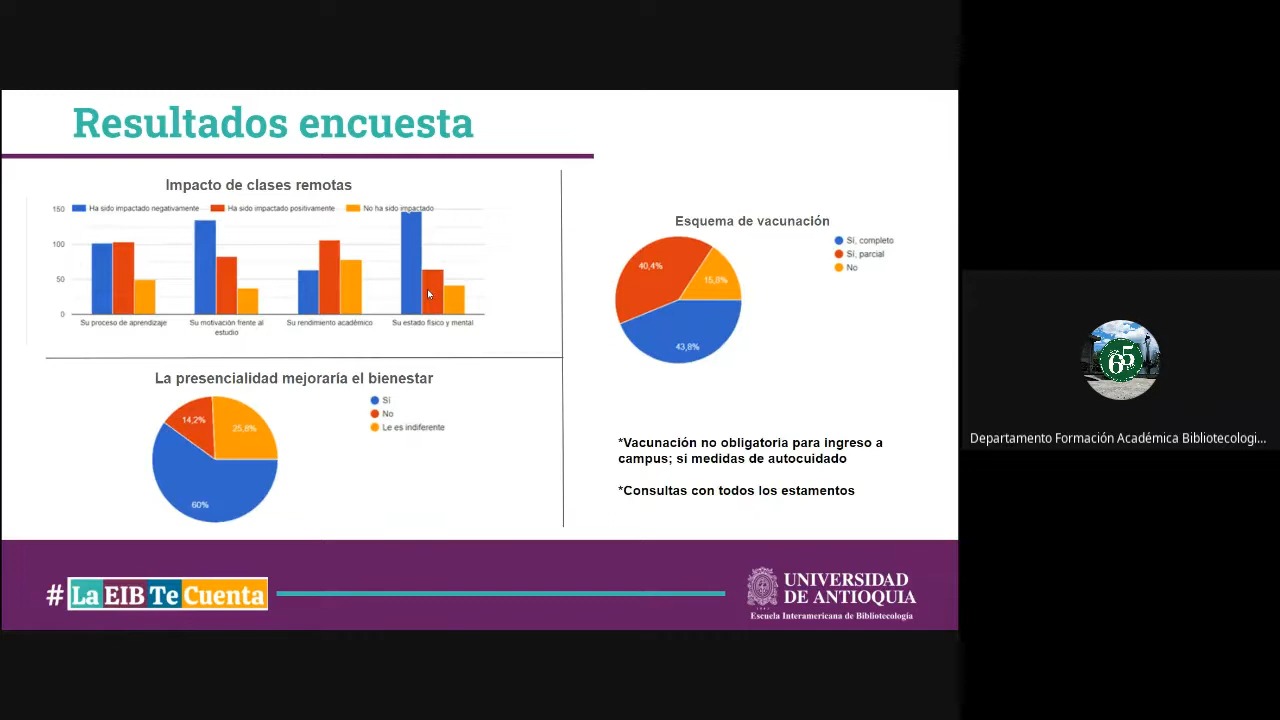 Resultados encuesta
Impacto de clases remotas
Ha sido impactado negativamente
Ha sido impactado positivamente
No ha sido impactado
150
100
50
0
Su proceso de aprendizaje
Su motivación frente al
estudio
Su rendimiento académico
Su estado físico y mental
La presencialidad mejoraría el bienestar
14,2%
25,8%
60%
Sí
No
Le es indiferente
Esquema de vacunación
40,4%
15,8%
43,8%
Sí, completo
Sí, parcial
No
*Vacunación no obligatoria para ingreso a
campus; si medidas de autocuidado
*Consultas con todos los estamentos
#La EIB Te Cuenta
1803
UNIVERSIDAD
DE ANTIOQUIA
Escuela Interamericana de Bibliotecología
65
Departamento Formación Académica Bibliotecologi...